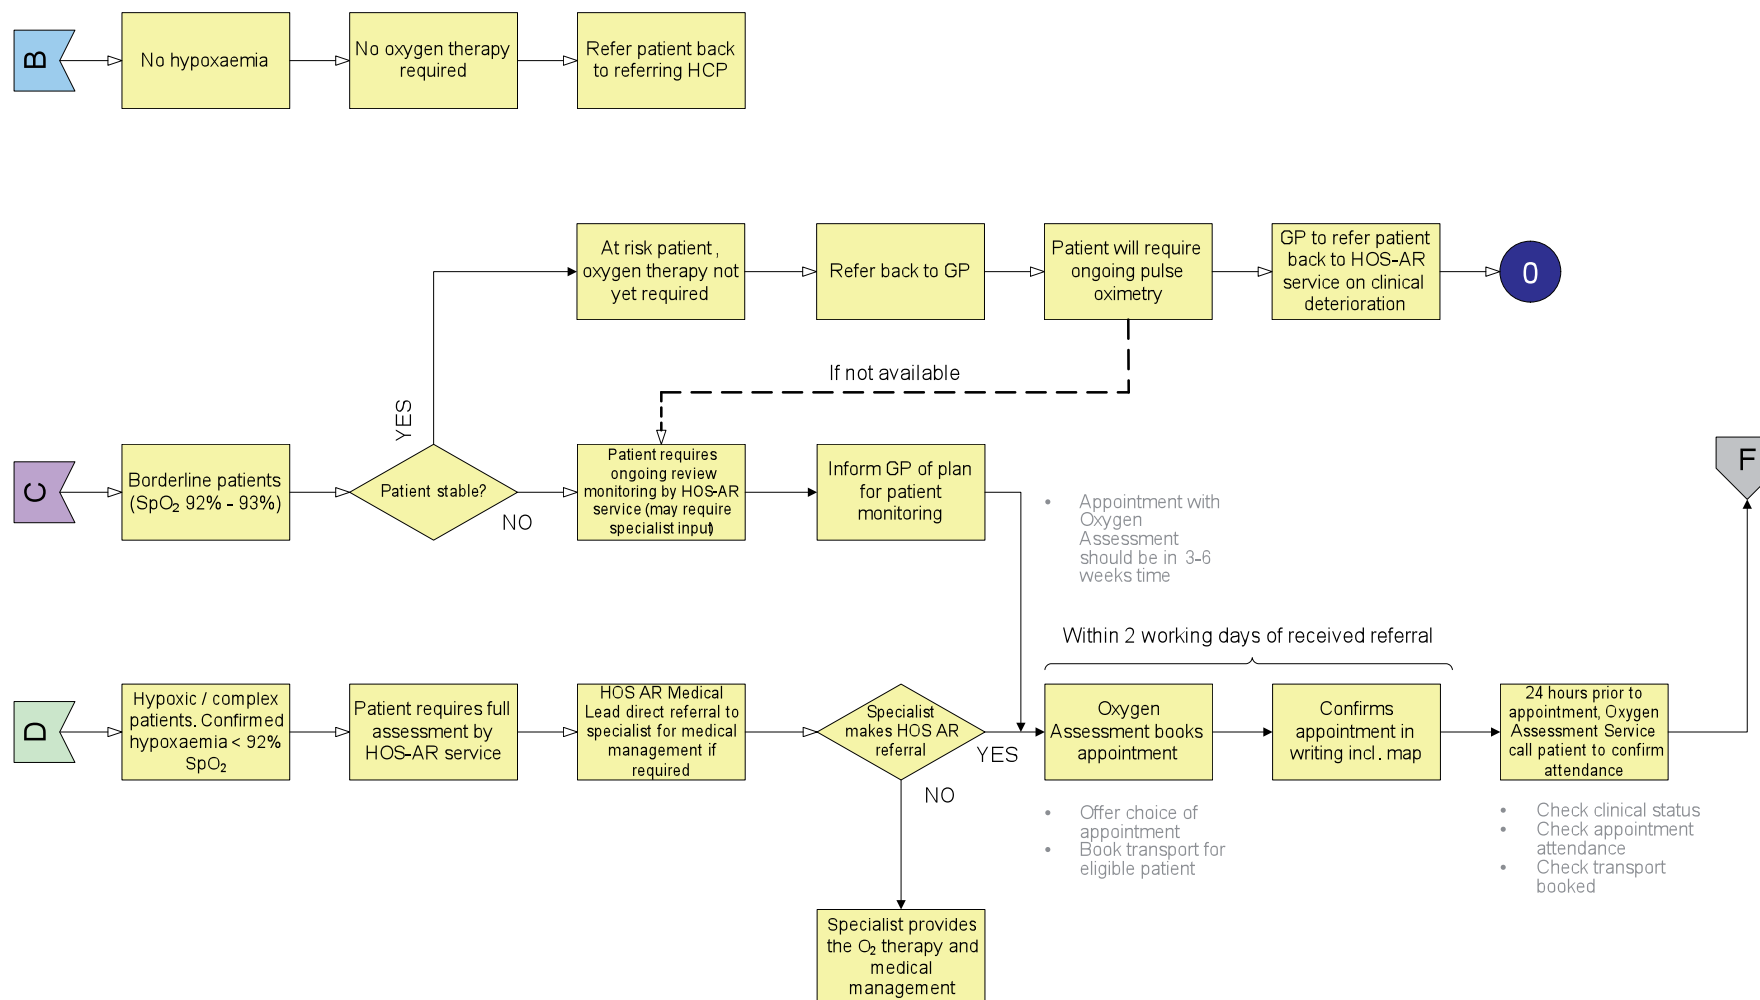 B
No hypoxaemia
No oxygen therapy
required
Refer patient back
to referring HCP
At risk patient ,
oxygen therapy not
yet required
Refer back to GP
Patient will require
ongoing pulse
oximetry
GP to refer patient
back to HOS-AR
service on clinical
deterioration
0
If not available
YES
C
Borderline patients
(SpO₂ 92% - 93%)
Patient stable?
NO
Patient requires
ongoing review
monitoring by HOS-AR
service (may require
specialist input)
Inform GP of plan
for patient
monitoring
• Appointment with
Oxygen
Assessment
should be in 3-6
weeks time
F
Within 2 working days of received referral
D
Hypoxic / complex
patients. Confirmed
hypoxaemia < 92%
SpO₂
Patient requires full
assessment by
HOS-AR service
HOS AR Medical
Lead direct referral to
specialist for medical
management if
required
Specialist
makes HOS AR
referral
YES
NO
Oxygen
Assessment books
appointment
Confirms
appointment in
writing incl. map
24 hours prior to
appointment, Oxygen
Assessment Service
call patient to confirm
attendance
• Offer choice of
appointment
• Book transport for
eligible patient
• Check clinical status
• Check appointment
attendance
• Check transport
booked
Specialist provides
the O₂ therapy and
medical
management